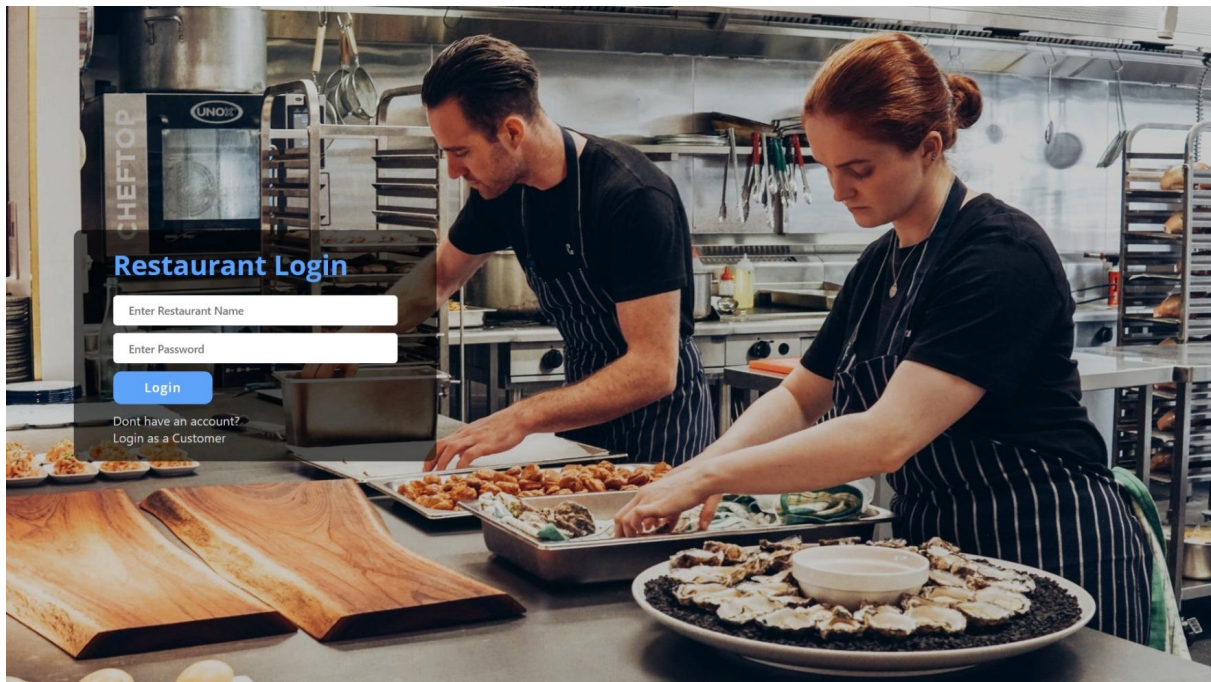 UNOX
CHEFTOP
Restaurant Login
Enter Restaurant Name
Enter Password
Login
Dont have an account?
Login as a Customer